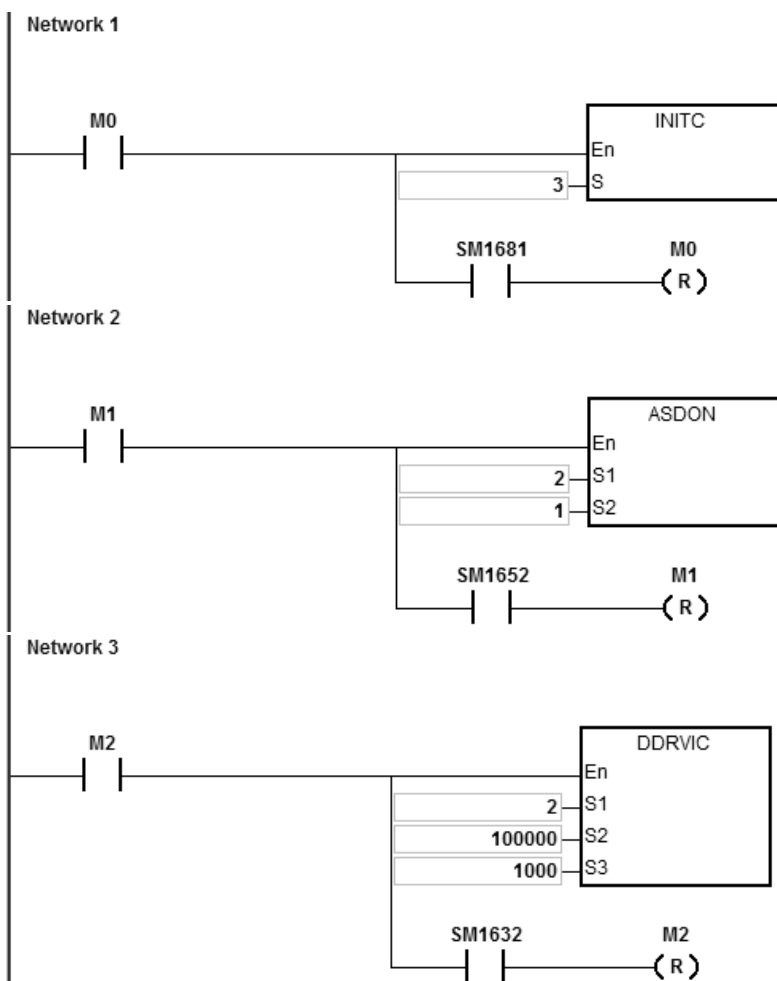 Network 1
M0
INITC
En
3 S
SM1681 M0
( R )
Network 2
M1
ASDON
En
2 S1
1 S2
SM1652 M1
( R )
Network 3
M2
DDRVIC
En
2 S1
100000 S2
1000 S3
SM1632 M2
( R )